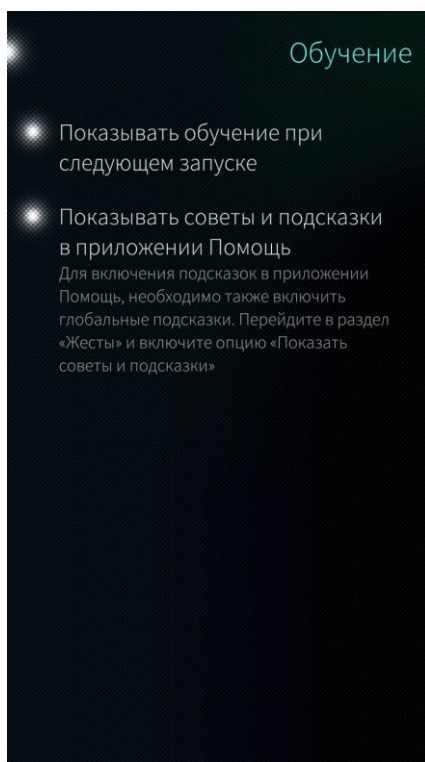 Обучение
Показывать обучение при
следующем запуске
Показывать советы и подсказки
в приложении Помощь
Для включения подсказок в приложении
Помощь, необходимо также включить
глобальные подсказки. Перейдите в раздел
«Жесты» и включите опцию «Показать
советы и подсказки»